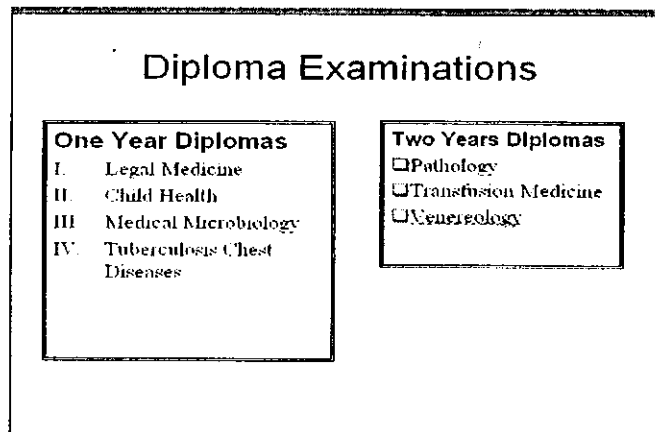 Diploma Examinations
One Year Diplomas
I. Legal Medicine
II. Child Health
III. Medical Microbiology
IV. Tuberculosis Chest
Diseases
Two Years Diplomas
❑Pathology
❑Transfusion Medicine
❑Venereology